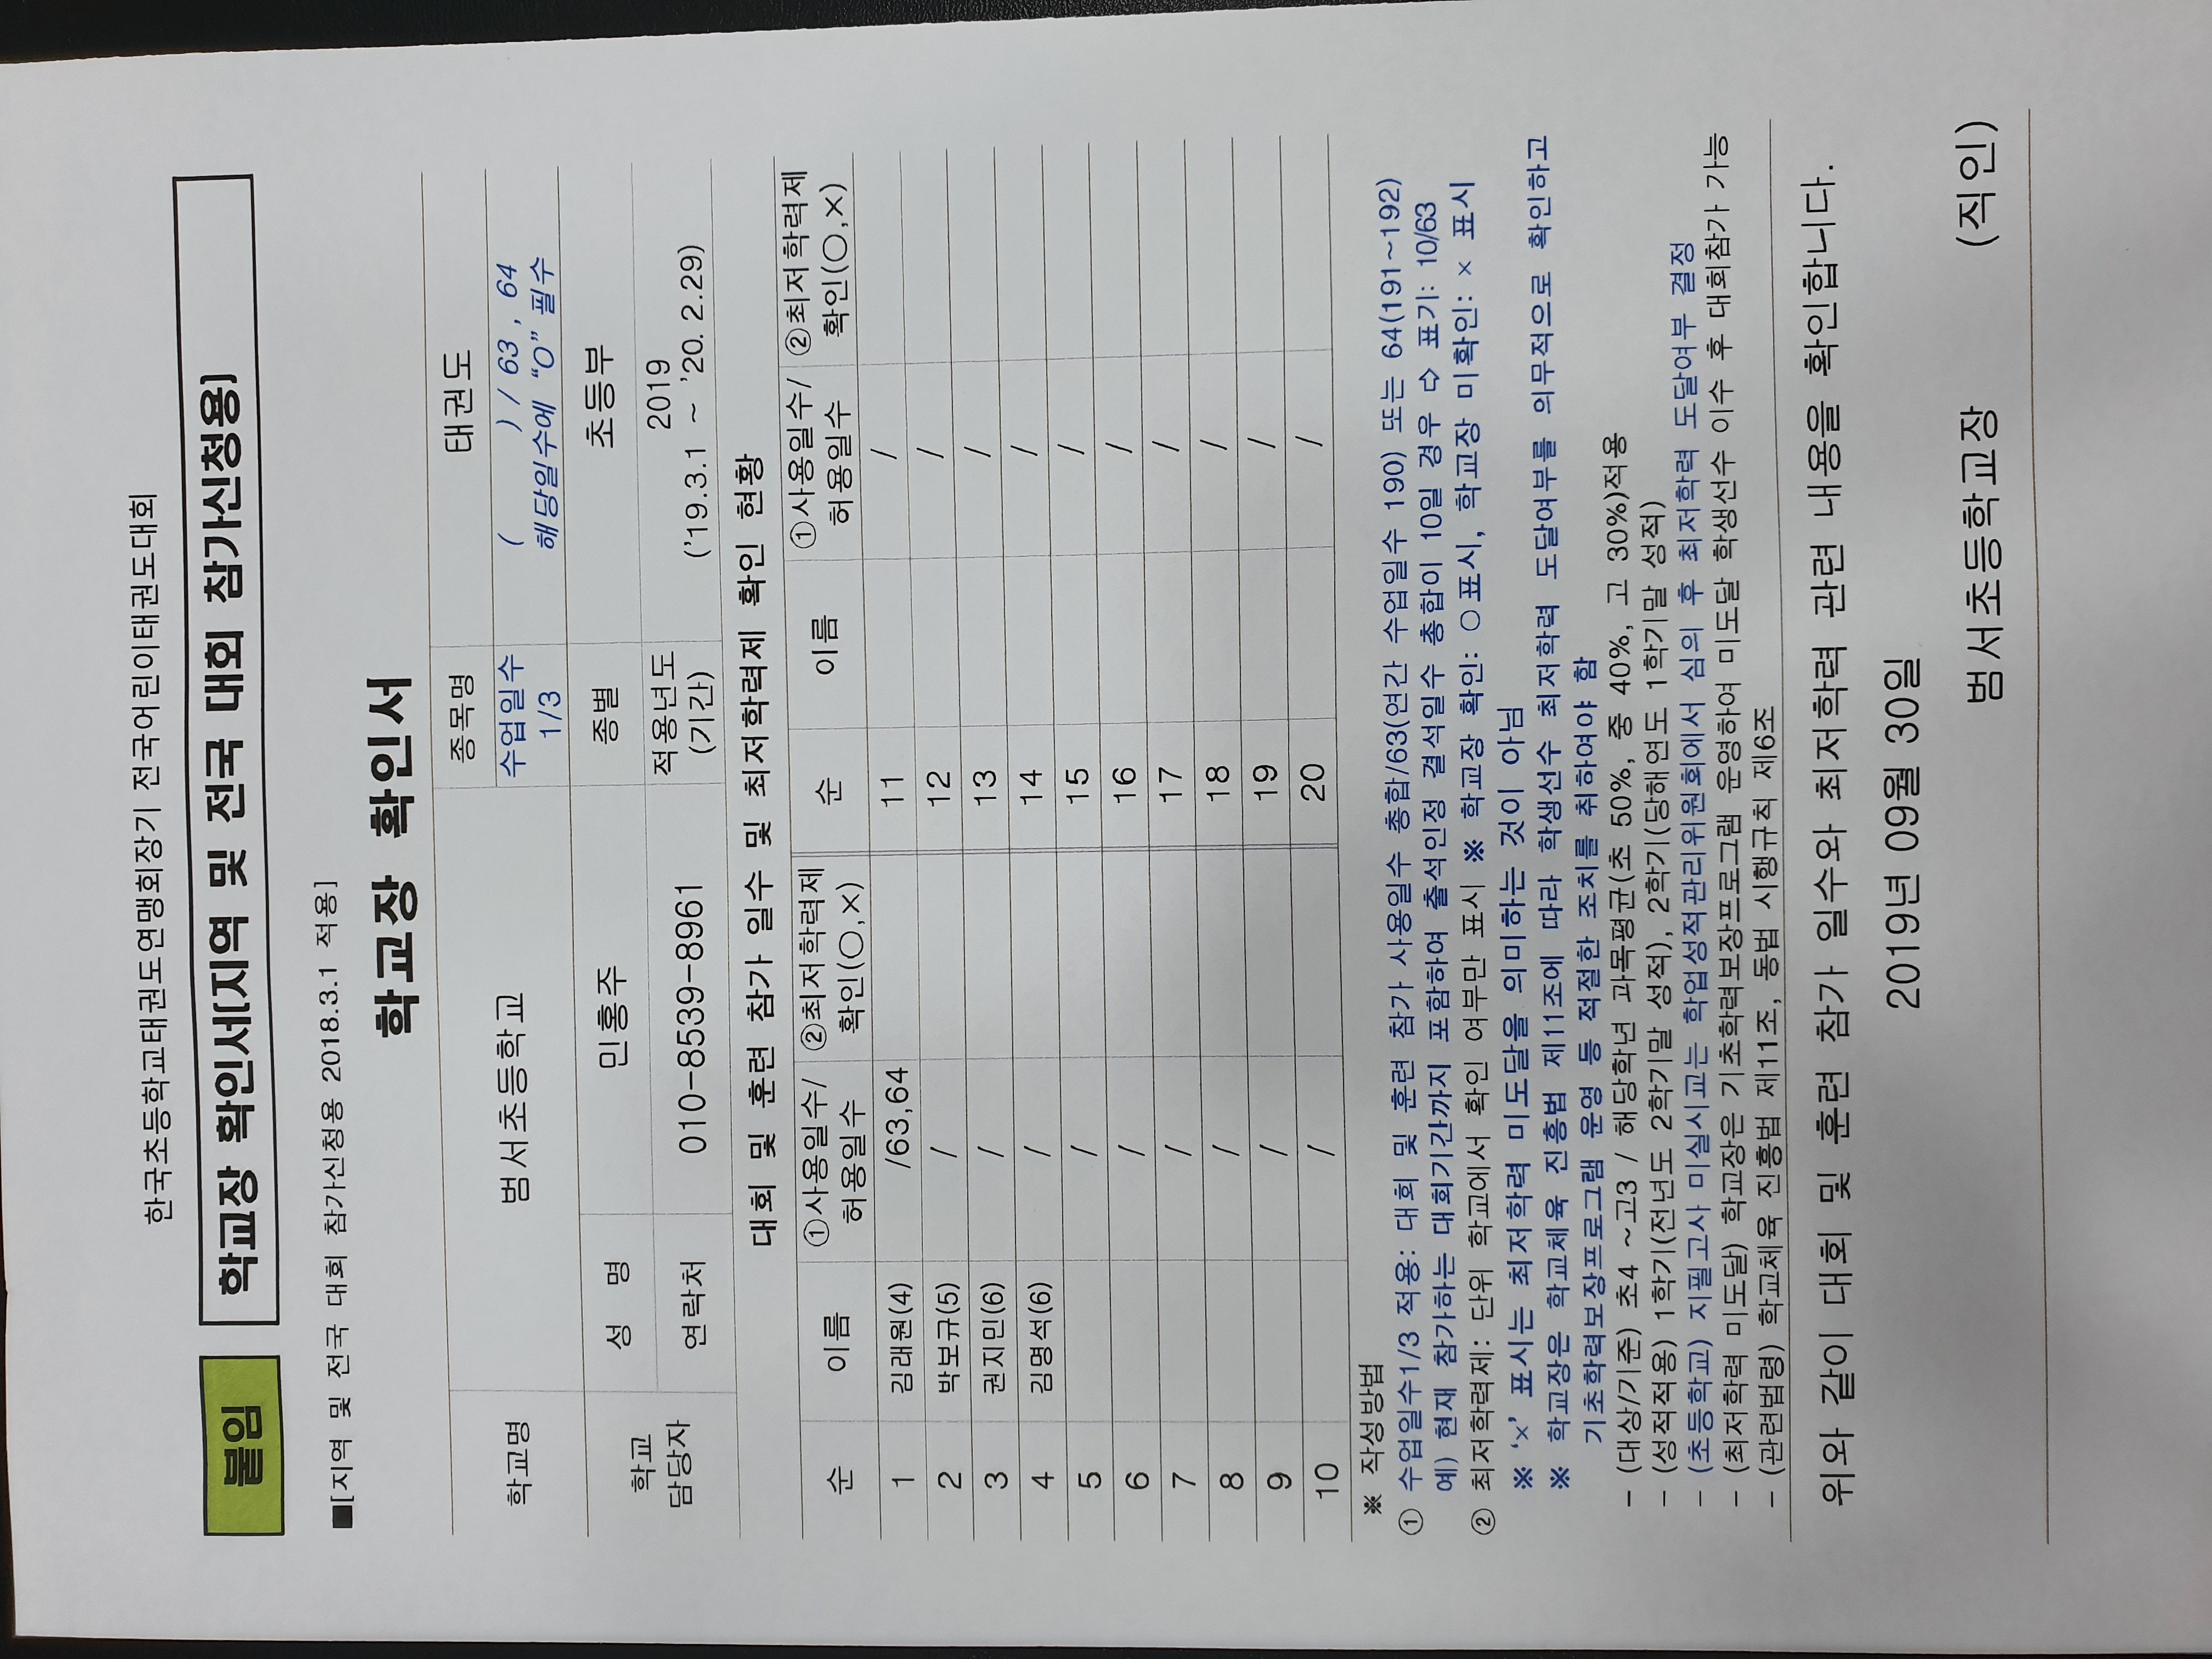 한국초등학교태권도연맹회장기 전국어린이태권도대회
붙임 학교장 확인서(지역 및 전국 대회 참가신청용)
■[지역 및 전국 대회 참가신청용 2018.3.1 적용]
학교장 확인서
학교명 범서초등학교 종목명 태권도
수업일수 1/3 ( ) / 63 , 64
해당일수에 “O” 필수
학교 담당자 성 명 민홍주 종별 초등부
연락처 010-8539-8961 적용년도 (기간) 2019
('19.3.1 ~ '20. 2.29)
대회 및 훈련 참가 일수 및 최저학력제 확인 현황
순 이름 ①사용일수/허용일수 ②최저학력제 확인(○,×) 순 이름 ①사용일수/허용일수 ②최저학력제 확인(○,×)
1 김래원(4) /63,64 11 /
2 박보규(5) / 12 /
3 권지민(6) / 13 /
4 김명석(6) / 14 /
5 / 15 /
6 / 16 /
7 / 17 /
8 / 18 /
9 / 19 /
10 / 20 /
※ 작성방법
① 수업일수1/3 적용: 대회 및 훈련 참가 사용일수 총합/63(연간 수업일수 190) 또는 64(191~192)
예) 현재 참가하는 대회기간까지 포함하여 출석인정 결석일수 총합이 10일 경우 ⇨ 표기: 10/63
② 최저학력제: 단위 학교에서 확인 여부만 표시 ※ 학교장 확인: ○표시, 학교장 미확인: × 표시
※ ‘×’ 표시는 최저학력 미도달을 의미하는 것이 아님
※ 학교장은 학교체육 진흥법 제11조에 따라 학생선수 최저학력 도달여부를 의무적으로 확인하고
기초학력보장프로그램 운영 등 적절한 조치를 취하여야 함
- (대상/기준) 초4 ~고3 / 해당학년 과목평균(초 50%, 중 40%, 고 30%)적용
- (성적적용) 1학기(전년도 2학기말 성적), 2학기(당해연도 1학기말 성적)
- (초등학교) 지필고사 미실시교는 학업성적관리위원회에서 심의 후 최저학력 도달여부 결정
- (최저학력 미도달) 학교장은 기초학력보장프로그램 운영하여 미도달 학생선수 이수 후 대회참가 가능
- (관련법령) 학교체육 진흥법 제11조, 동법 시행규칙 제6조
위와 같이 대회 및 훈련 참가 일수와 최저학력 관련 내용을 확인합니다.
2019년 09월 30일
범서초등학교장 (직인)